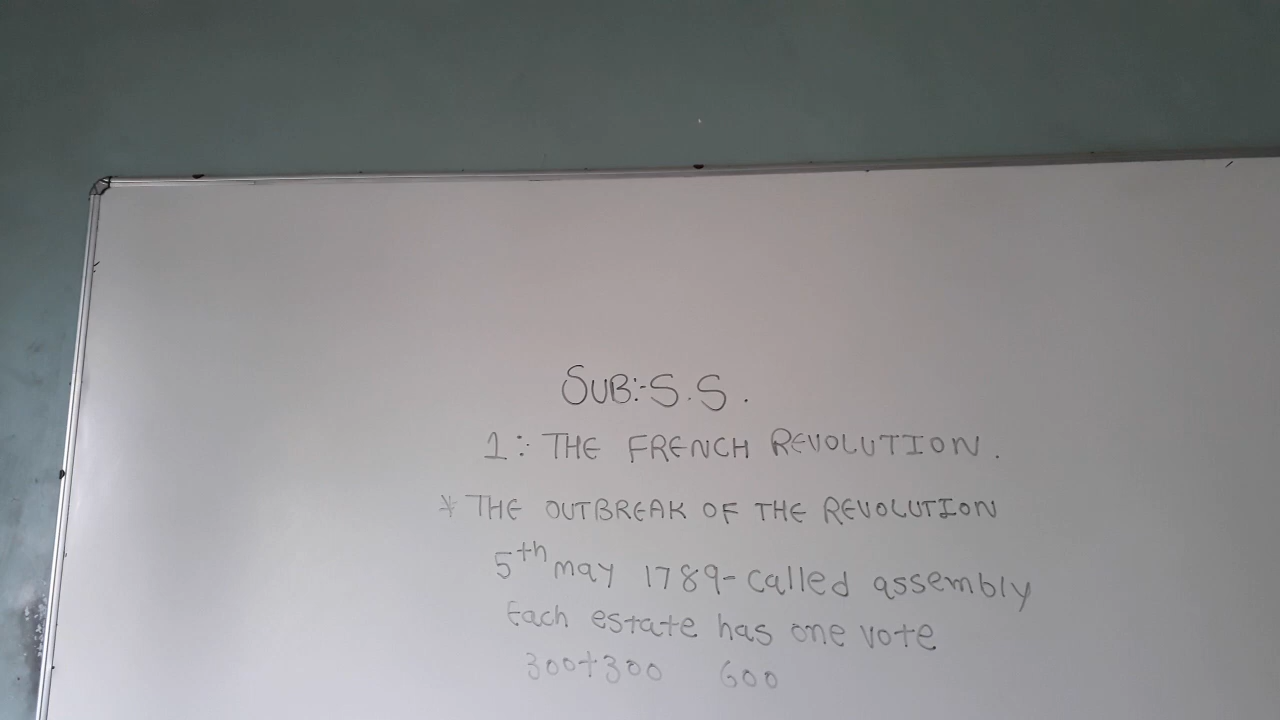 SUB:-S.S.
1: THE FRENCH REVOLUTION.
* THE OUTBREAK OF THE REVOLUTION
5th may 1789-called assembly
Each estate has one vote
300+300 600